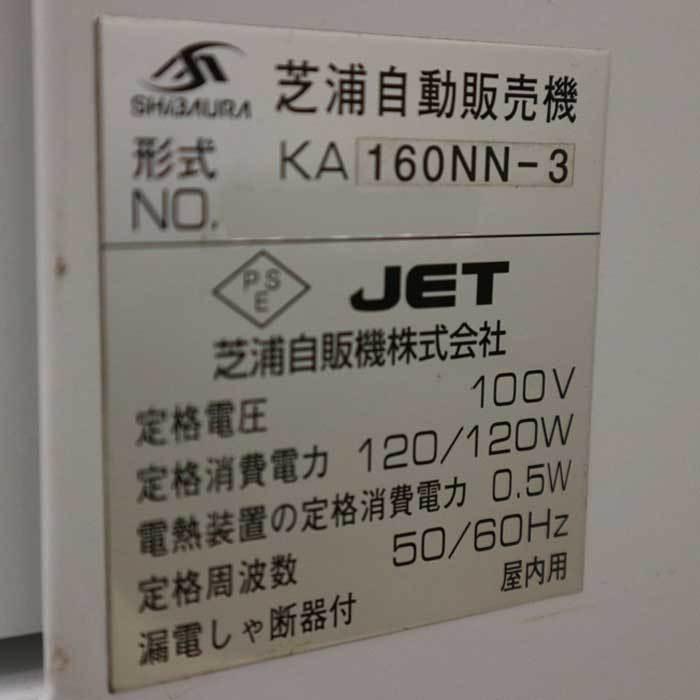 SHIBAURA
芝浦自動販売機
形式 KA 160NN-3
NO.
PSE JET
芝浦自販機株式会社
定格電圧 100V
定格消費電力 120/120W
電熱装置の定格消費電力 0.5W
定格周波数 50/60Hz
漏電しゃ断器付 屋内用